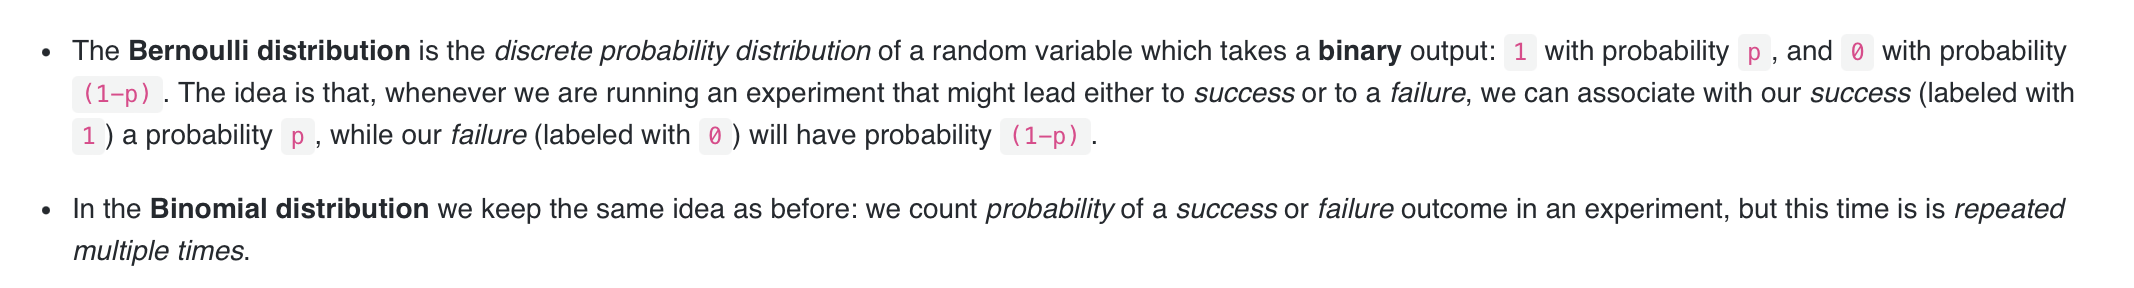 • The Bernoulli distribution is the discrete probability distribution of a random variable which takes a binary output: 1 with probability p , and 0 with probability
(1-p) . The idea is that, whenever we are running an experiment that might lead either to success or to a failure, we can associate with our success (labeled with
1 ) a probability p , while our failure (labeled with 0 ) will have probability (1-p) .
• In the Binomial distribution we keep the same idea as before: we count probability of a success or failure outcome in an experiment, but this time is is repeated
multiple times.